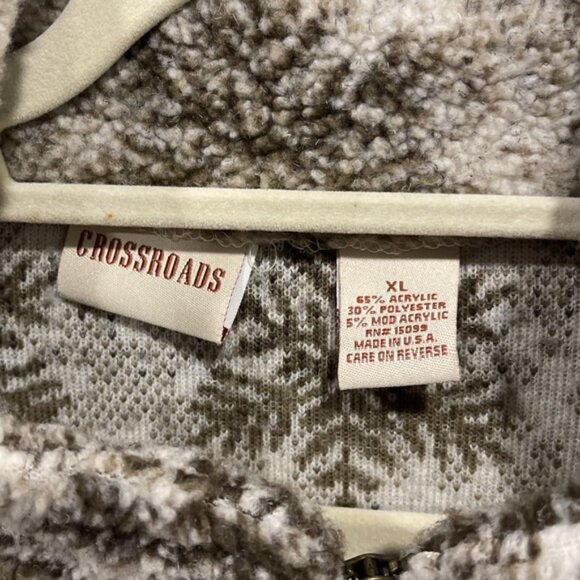 CROSSROADS
XL
65% ACRYLIC
30% POLYESTER
5% MOD ACRYLIC
RN# 15099
MADE IN U.S.A.
CARE ON REVERSE